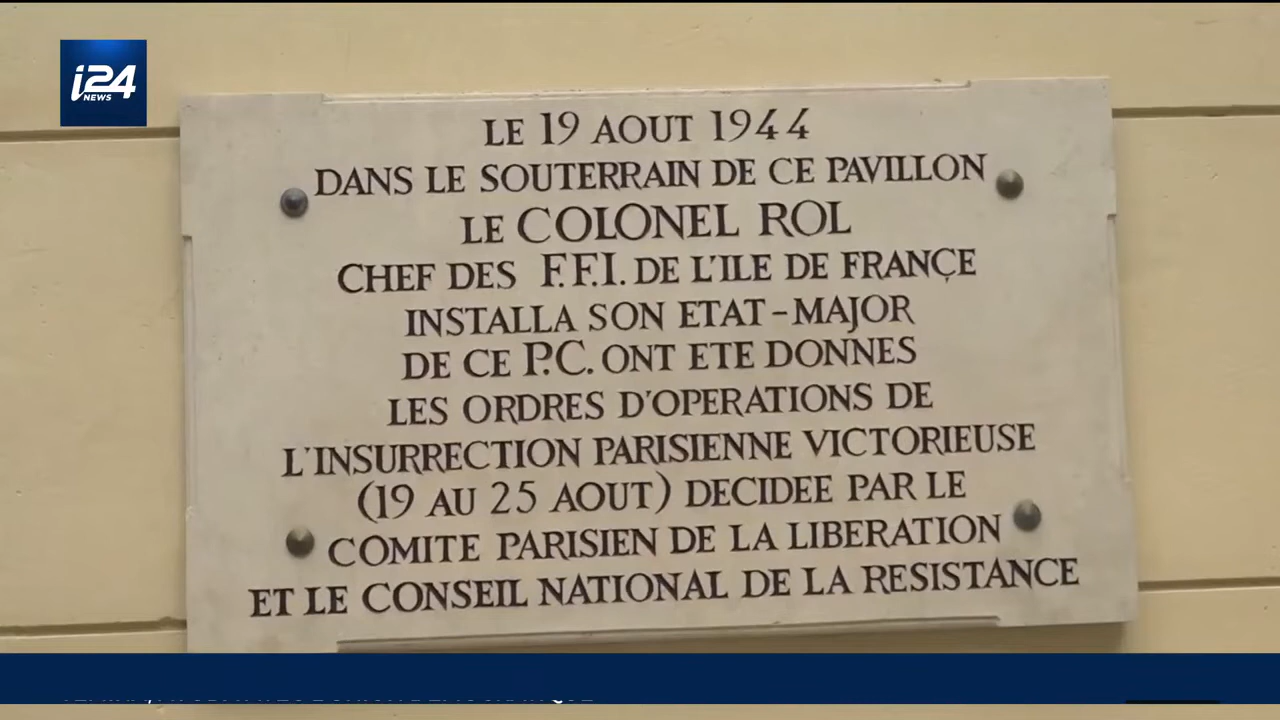 i24
NEWS
LE 19 AOUT 1944
DANS LE SOUTERRAIN DE CE PAVILLON
LE COLONEL ROL
CHEF DES F.F.I. DE L'ILE DE FRANÇE
INSTALLA SON ETAT-MAJOR
DE CE P.C. ONT ETE DONNES
LES ORDRES D'OPERATIONS DE
L'INSURRECTION PARISIENNE VICTORIEUSE
(19 AU 25 AOUT) DECIDEE PAR LE
COMITE PARISIEN DE LA LIBERATION
ET LE CONSEIL NATIONAL DE LA RESISTANCE